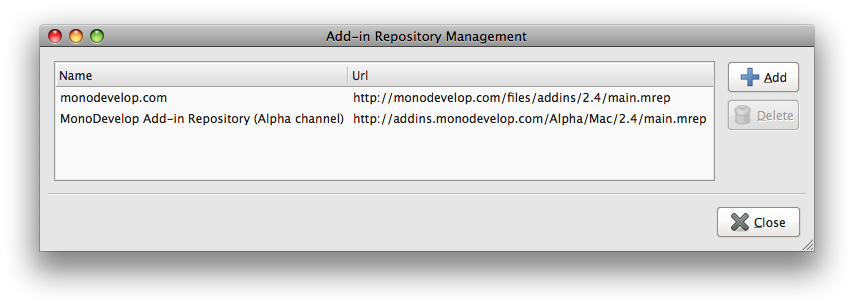 Add-in Repository Management
Name Url
Add
monodevelop.com http://monodevelop.com/files/addins/2.4/main.mrep
MonoDevelop Add-in Repository (Alpha channel) http://addins.monodevelop.com/Alpha/Mac/2.4/main.mrep
Delete
Close